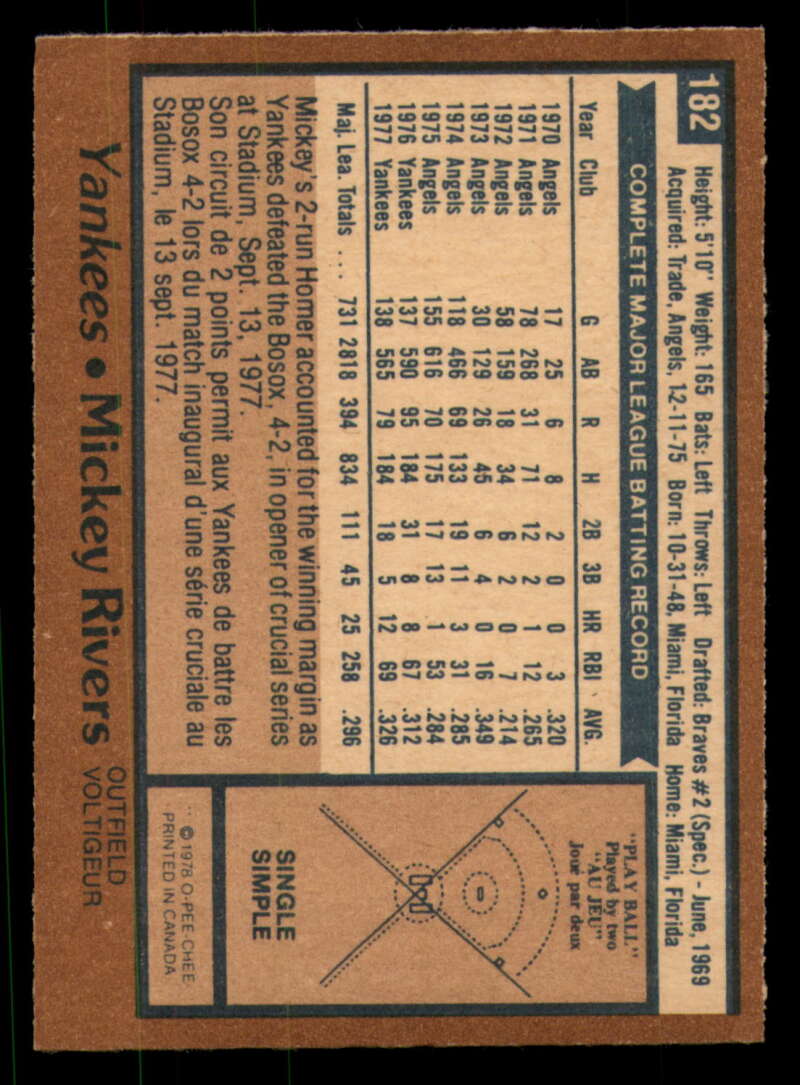 182
Height: 5'10" Weight: 165 Bats: Left Throws: Left Drafted: Braves #2 (Spec.) - June, 1969
Acquired: Trade, Angels, 12-11-75 Born: 10-31-48, Miami, Florida Home: Miami, Florida
COMPLETE MAJOR LEAGUE BATTING RECORD
Year Club G AB R H 2B 3B HR RBI AVG.
1970 Angels 17 25 6 8 2 0 0 3 .320
1971 Angels 78 268 31 71 12 2 1 12 .265
1972 Angels 58 159 18 34 6 2 0 7 .214
1973 Angels 30 129 26 45 6 4 0 16 .349
1974 Angels 118 466 69 133 19 11 3 31 .285
1975 Angels 155 616 70 175 17 13 1 53 .284
1976 Yankees 137 590 95 184 31 8 8 67 .312
1977 Yankees 138 565 79 184 18 5 12 69 .326
Maj. Lea. Totals ... 731 2818 394 834 111 45 25 258 .296
Mickey's 2-run Homer accounted for the winning margin as
Yankees defeated the Bosox, 4-2, in opener of crucial series
at Stadium, Sept. 13, 1977.
Son circuit de 2 points permit aux Yankees de battre les
Bosox 4-2 lors du match inaugural d'une série cruciale au
Stadium, le 13 sept. 1977.
"PLAY BALL"
Played by two
"AU JEU"
Joué par deux
SINGLE
SIMPLE
© 1978 O-PEE-CHEE
PRINTED IN CANADA
Yankees • Mickey Rivers OUTFIELD
VOLTIGEUR